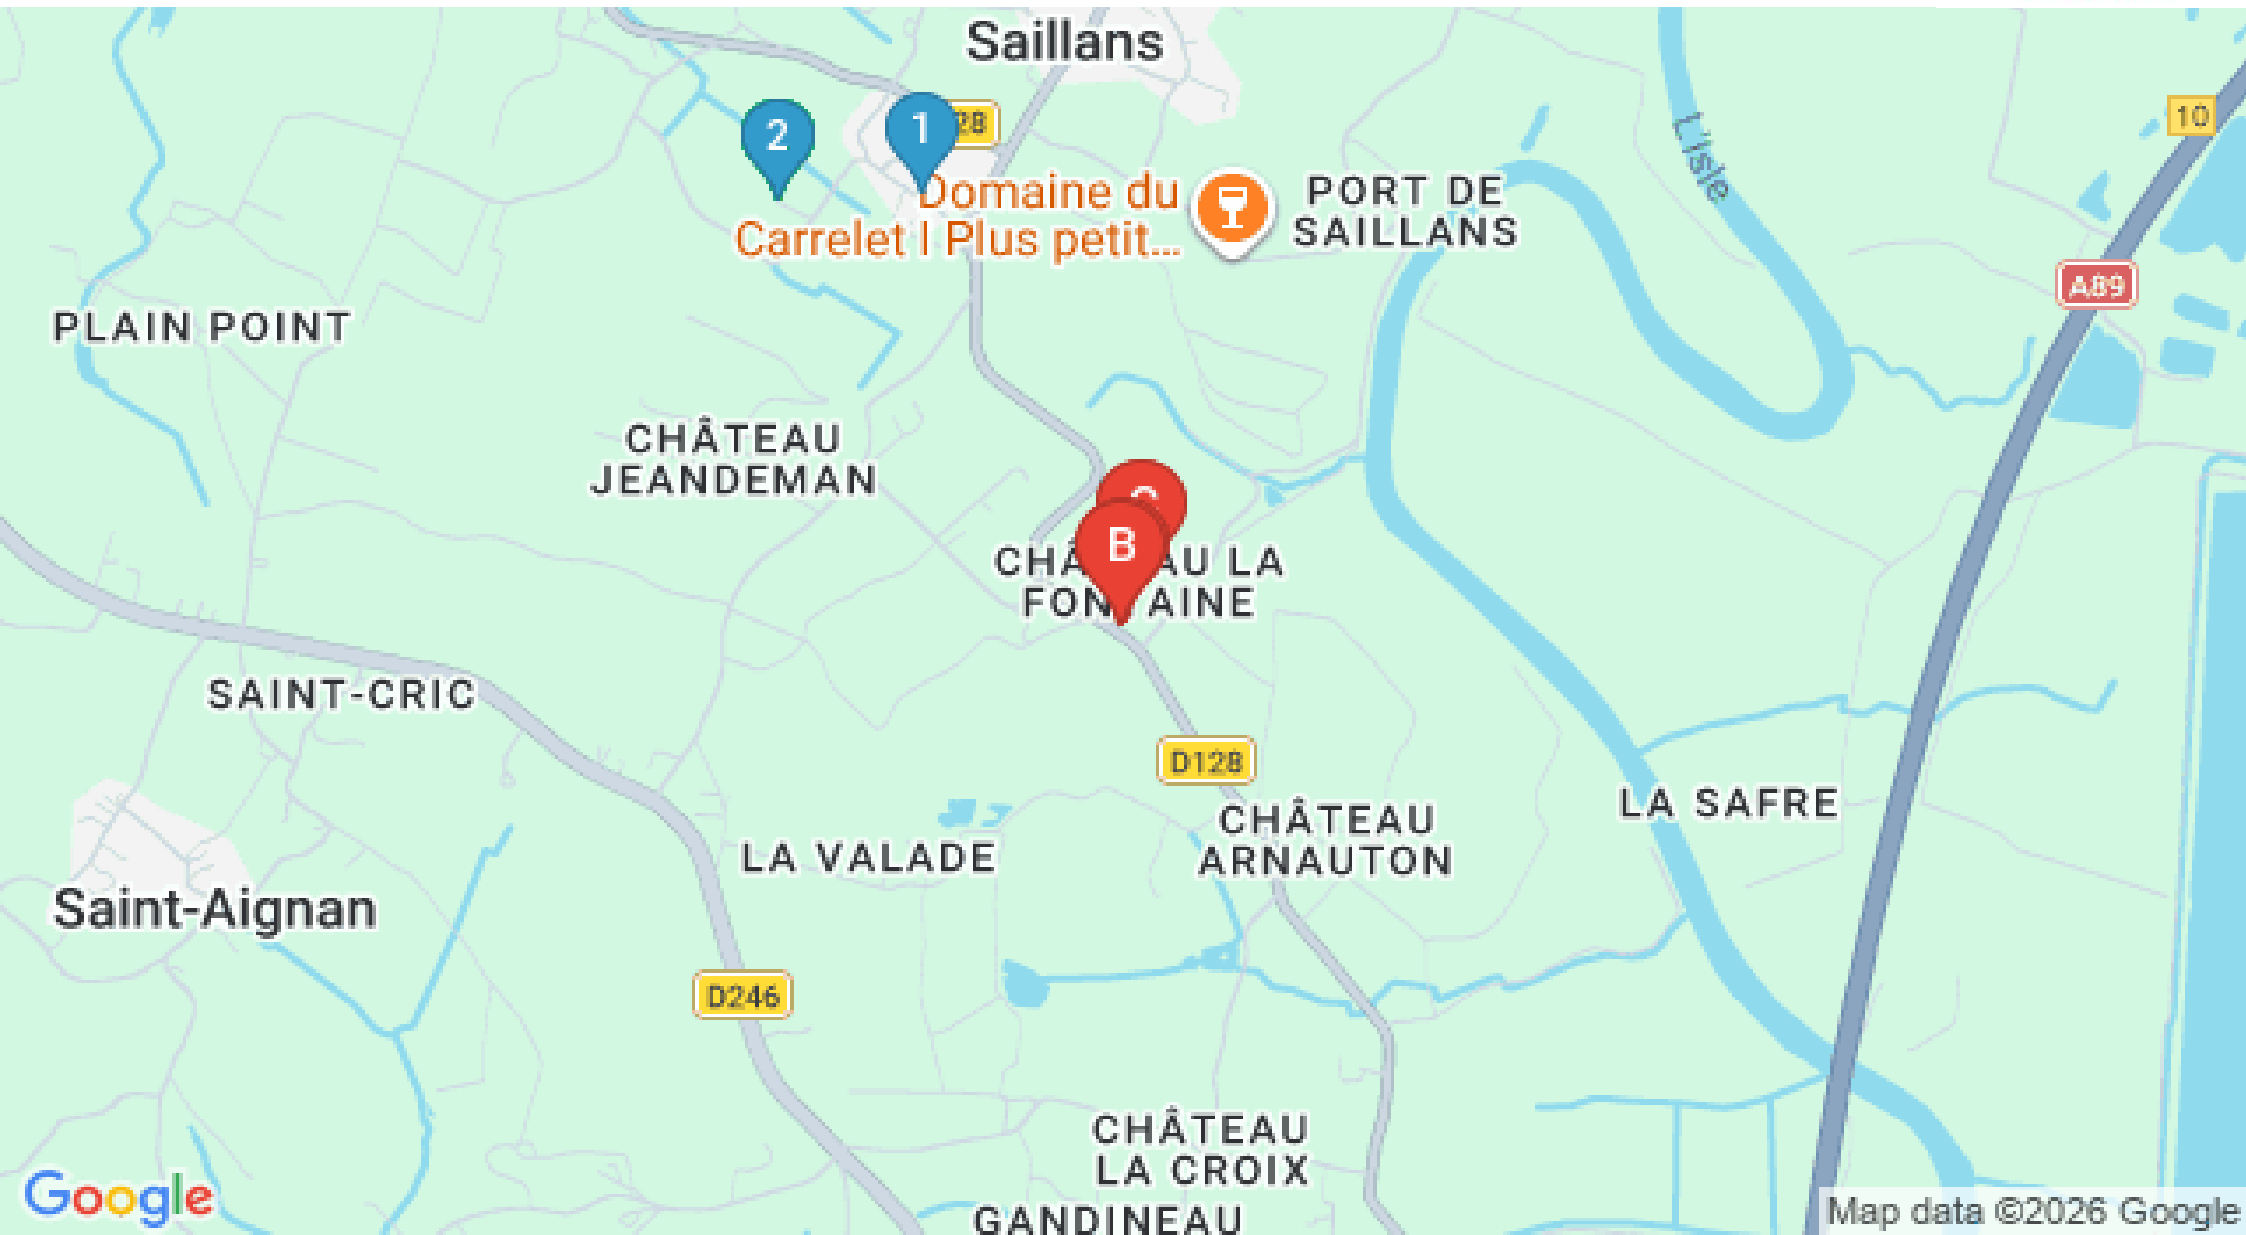 Saillans
2
1
28
10
L'Isle
Domaine du
Carrelet | Plus petit...
PORT DE
SAILLANS
A89
PLAIN POINT
CHÂTEAU
JEANDEMAN
B
CHÂ AU LA
FON AINE
SAINT-CRIC
D128
LA SAFRE
CHÂTEAU
ARNAUTON
LA VALADE
Saint-Aignan
D246
CHÂTEAU
LA CROIX
GANDINEAU
Google
Map data ©2026 Google